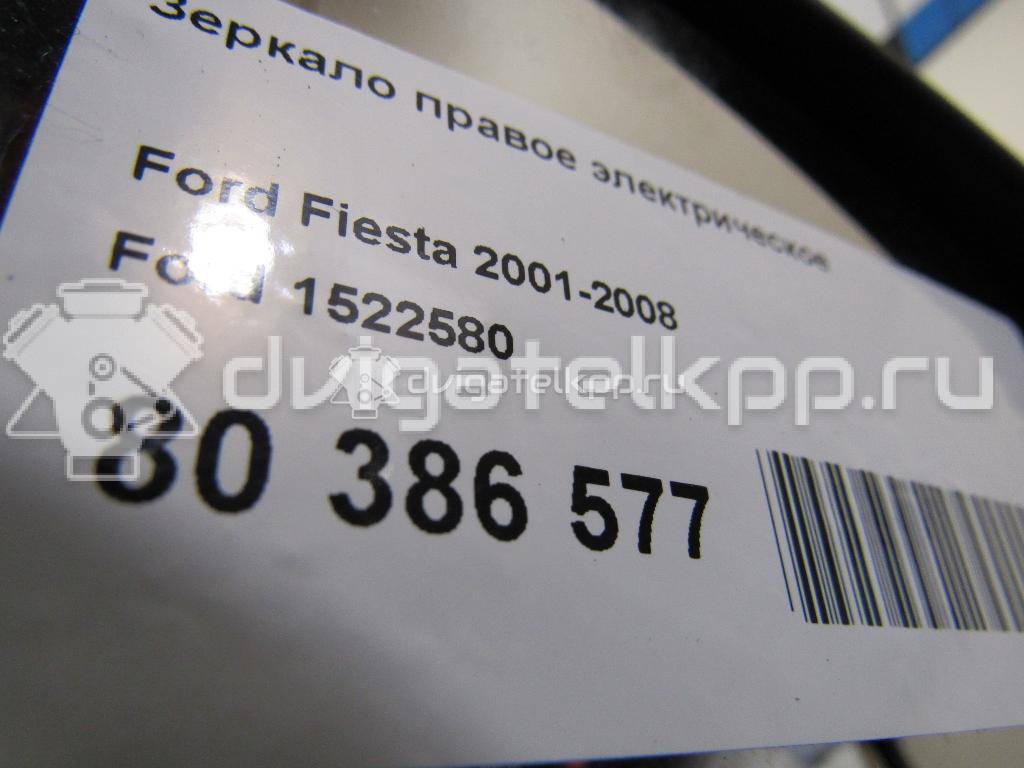 Зеркало правое электрическое
Ford Fiesta 2001-2008
Ford 1522580
80 386 577
dvigatelkpp.ru
dvigatelkpp.ru